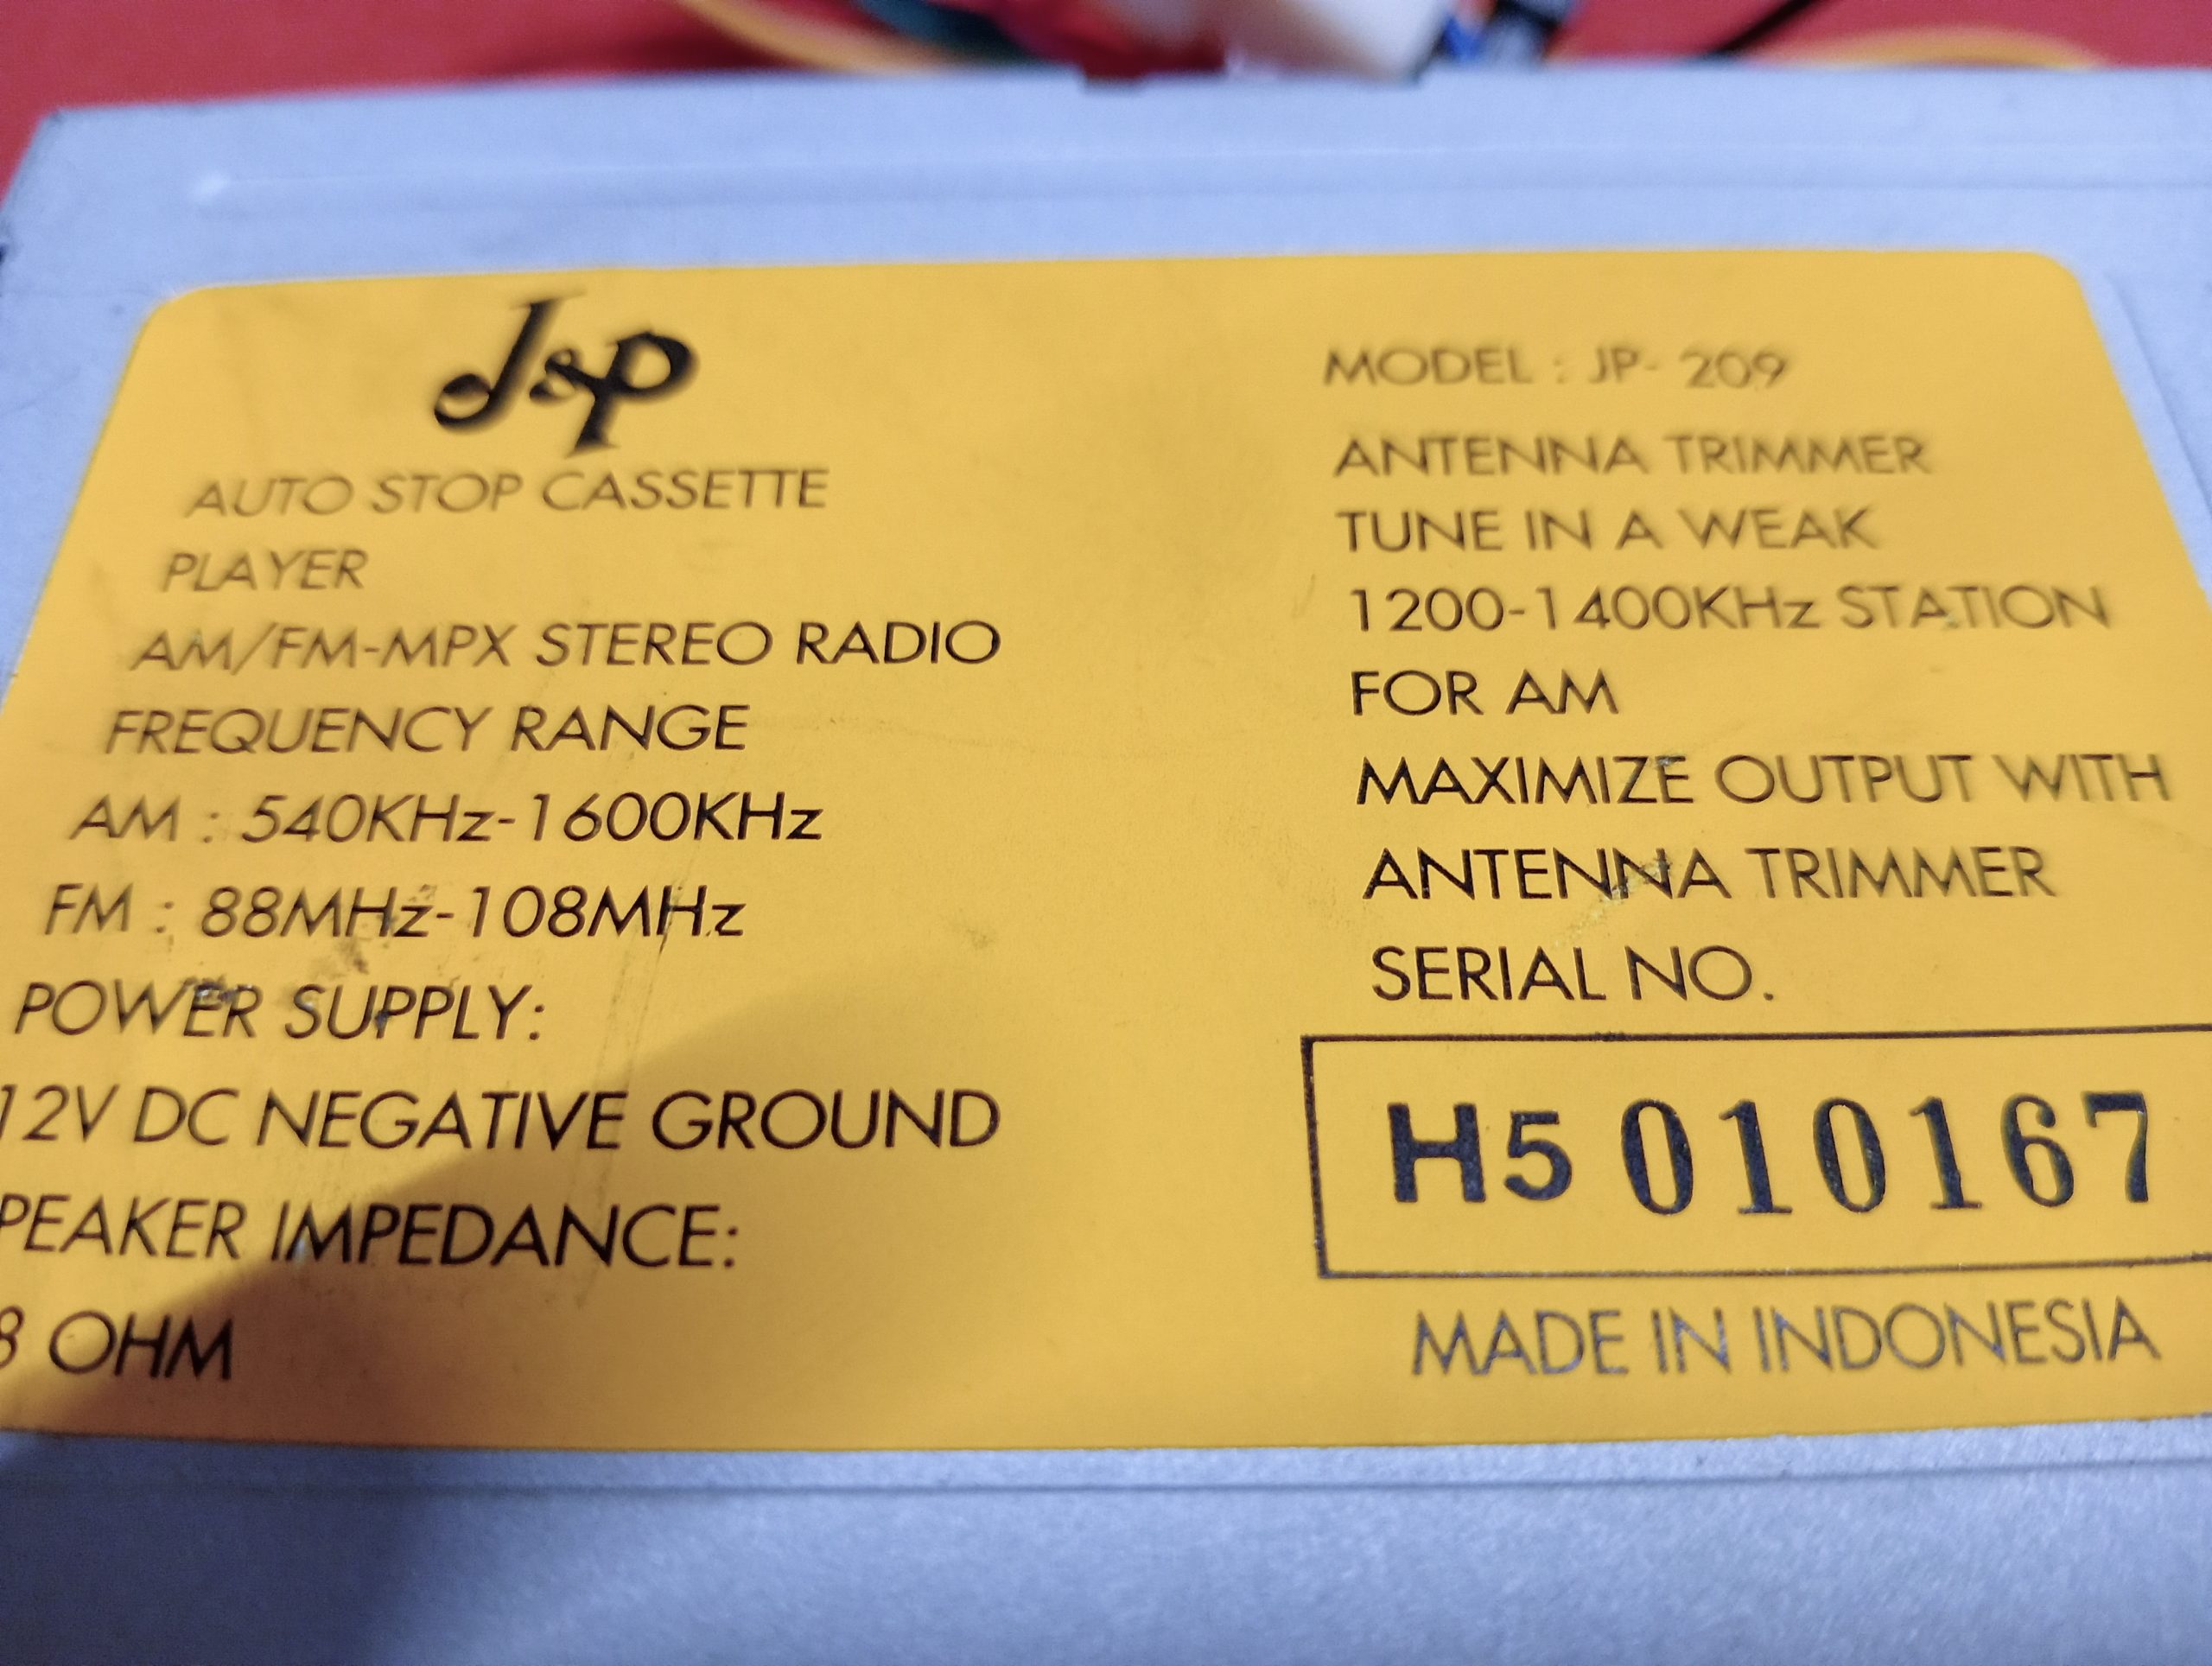 J&P
AUTO STOP CASSETTE
PLAYER
AM/FM-MPX STEREO RADIO
FREQUENCY RANGE
AM : 540KHz-1600KHz
FM : 88MHz-108MHz
POWER SUPPLY:
12V DC NEGATIVE GROUND
PEAKER IMPEDANCE:
8 OHM
MODEL : JP- 209
ANTENNA TRIMMER
TUNE IN A WEAK
1200-1400KHz STATION
FOR AM
MAXIMIZE OUTPUT WITH
ANTENNA TRIMMER
SERIAL NO.
H5 010167
MADE IN INDONESIA